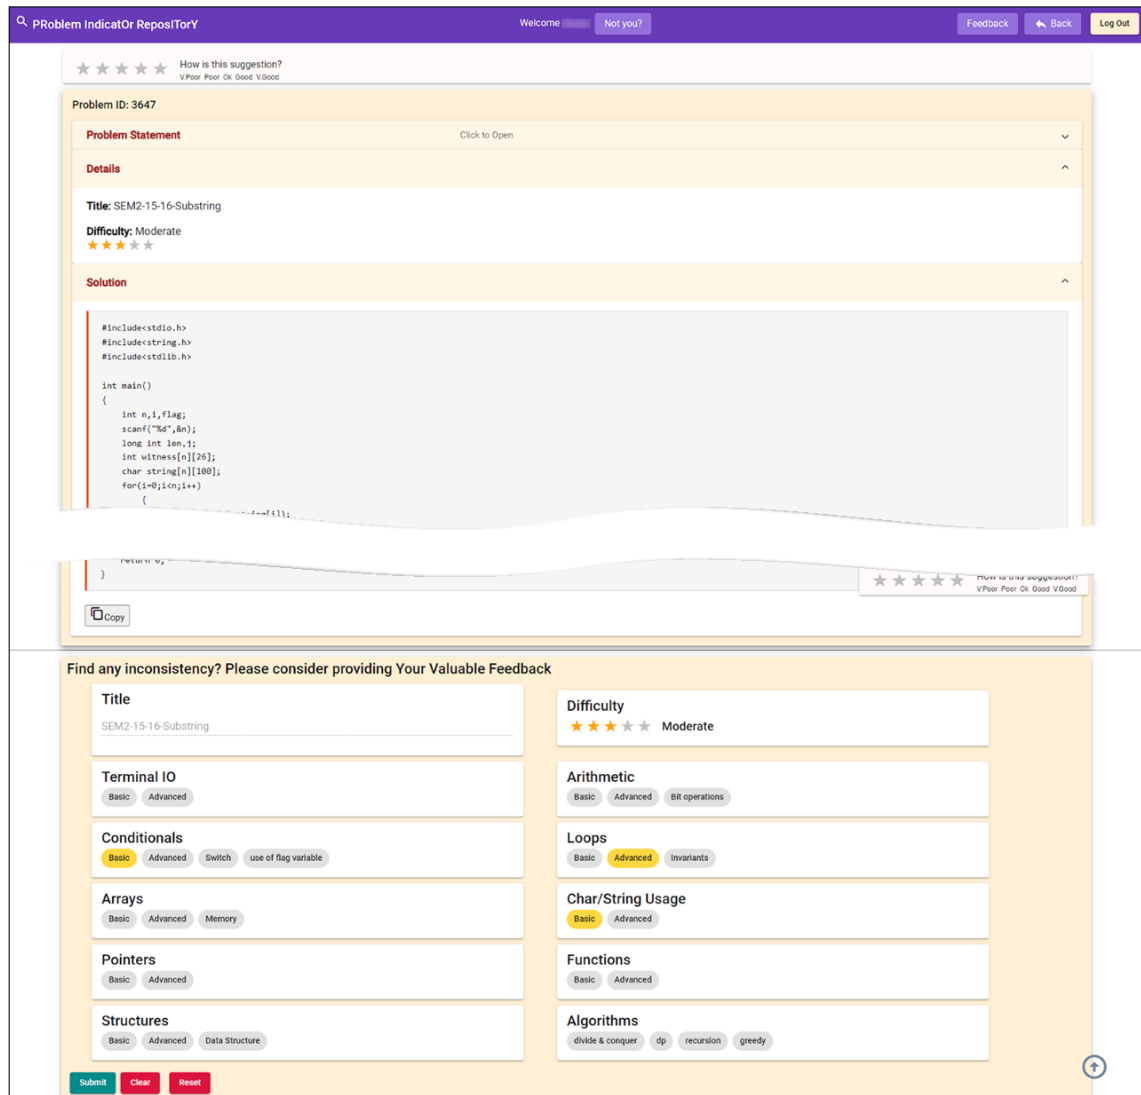 PRoblem IndicatOr ReposITorY
Welcome
Not you?
Feedback
Back
Log Out
How is this suggestion?
V.Poor Poor Ok Good V.Good
Problem ID: 3647
Problem Statement
Click to Open
Details
Title: SEM2-15-16-Substring
Difficulty: Moderate
Solution
#include<stdio.h>
#include<string.h>
#include<stdlib.h>
int main()
{
int n,i,flag;
scanf("%d",&n);
long int len,j;
int witness[n][26];
char string[n][100];
for(i=0;i<n;i++)
{
return 0;
}
How is this suggestion?
V.Poor Poor Ok Good V.Good
Copy
Find any inconsistency? Please consider providing Your Valuable Feedback
Title
SEM2-15-16-Substring
Difficulty
Moderate
Terminal IO
Basic Advanced
Arithmetic
Basic Advanced Bit operations
Conditionals
Basic Advanced Switch use of flag variable
Loops
Basic Advanced Invariants
Arrays
Basic Advanced Memory
Char/String Usage
Basic Advanced
Pointers
Basic Advanced
Functions
Basic Advanced
Structures
Basic Advanced Data Structure
Algorithms
divide & conquer dp recursion greedy
Submit Clear Reset